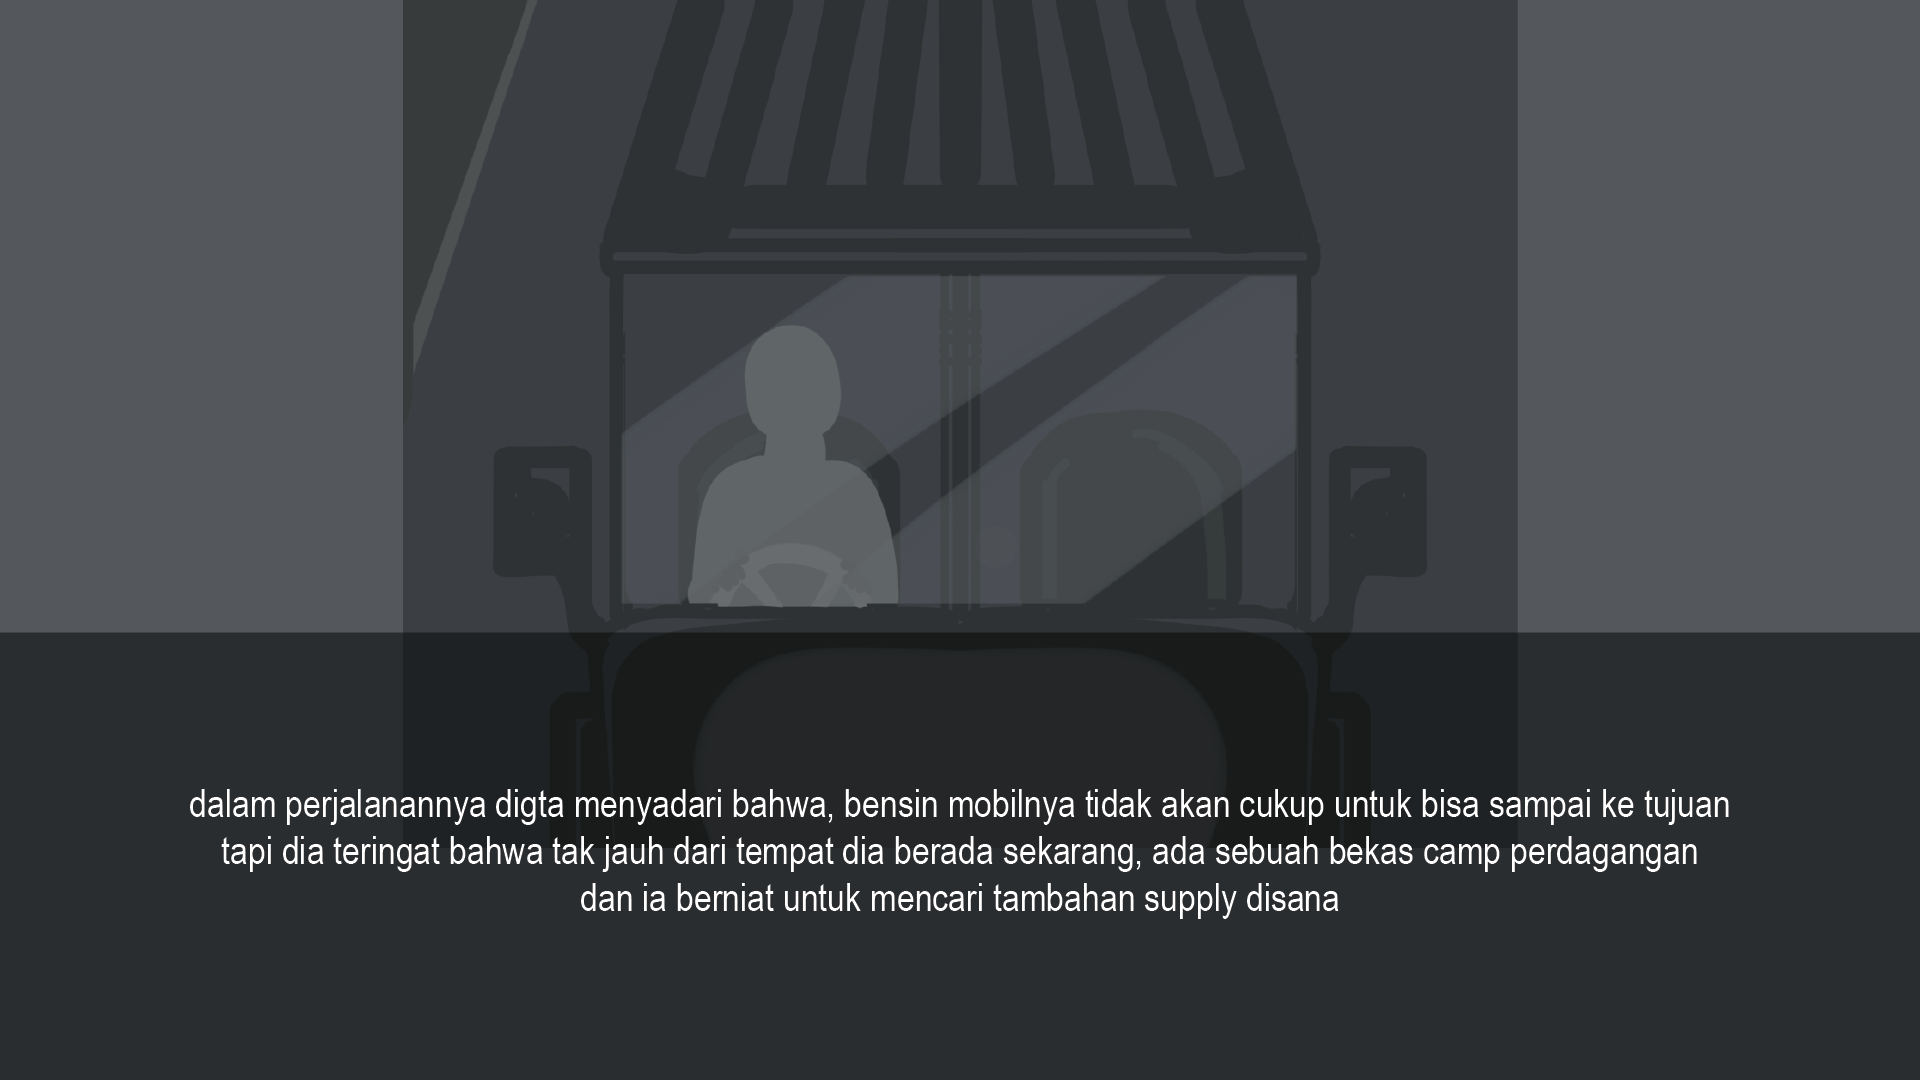 dalam perjalanannya digta menyadari bahwa, bensin mobilnya tidak akan cukup untuk bisa sampai ke tujuan
tapi dia teringat bahwa tak jauh dari tempat dia berada sekarang, ada sebuah bekas camp perdagangan
dan ia berniat untuk mencari tambahan supply disana